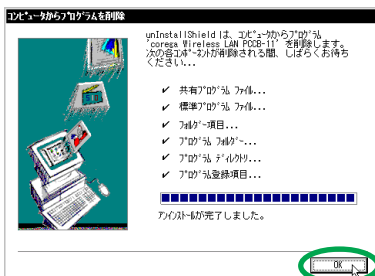 コンピュータからプログラムを削除
unInstallShield は、コンピュータからプログラム
'corega Wireless LAN PCCB-11' を削除します。
次の各コンポーネントが削除される間、しばらくお待ち
ください...
✔ 共有プログラム ファイル...
✔ 標準プログラム ファイル...
✔ フォルダー項目...
✔ プログラム フォルダー...
✔ プログラム ディレクトリ...
✔ プログラム登録項目...
アンインストールが完了しました。
OK